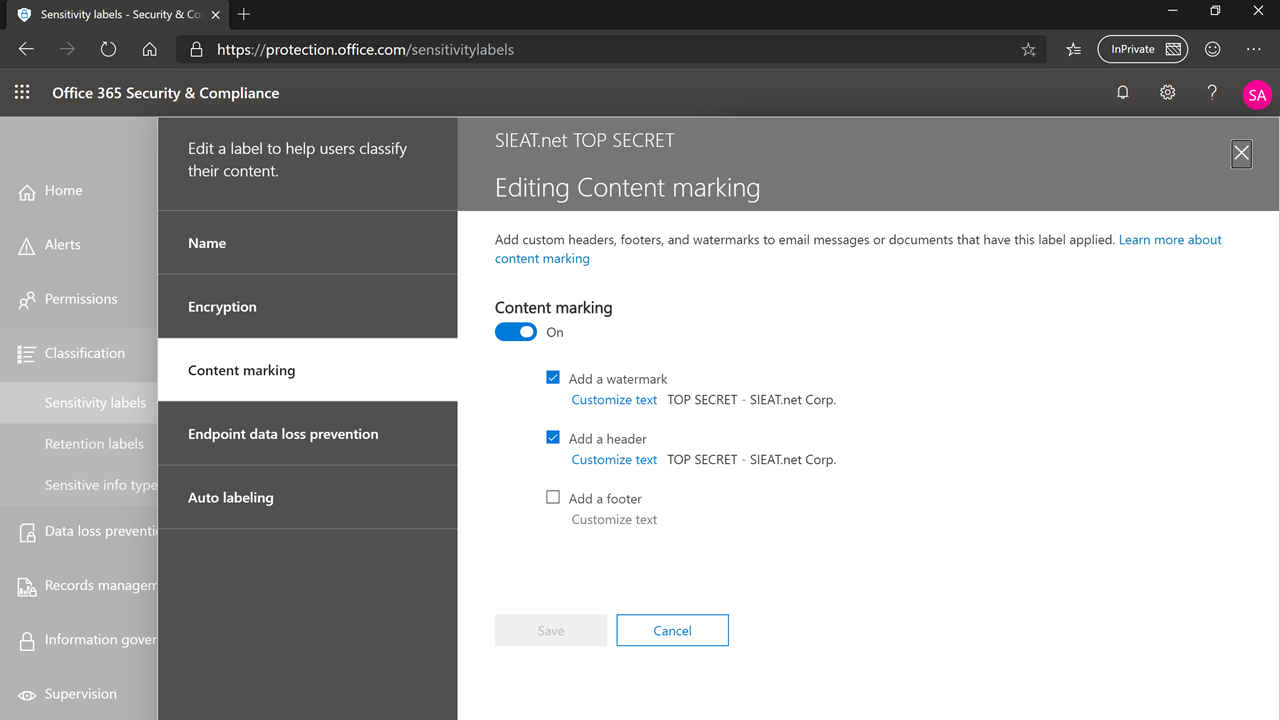 Sensitivity labels - Security & Co
https://protection.office.com/sensitivitylabels
InPrivate
Office 365 Security & Compliance
?
SA
Home
Alerts
Permissions
Classification
Sensitivity labels
Retention labels
Sensitive info type
Data loss preventi
Records managem
Information gover
Supervision
Edit a label to help users classify
their content.
Name
Encryption
Content marking
Endpoint data loss prevention
Auto labeling
SIEAT.net TOP SECRET
Editing Content marking
Add custom headers, footers, and watermarks to email messages or documents that have this label applied. Learn more about
content marking
Content marking
On
Add a watermark
Customize text TOP SECRET - SIEAT.net Corp.
Add a header
Customize text TOP SECRET - SIEAT.net Corp.
Add a footer
Customize text
Save Cancel